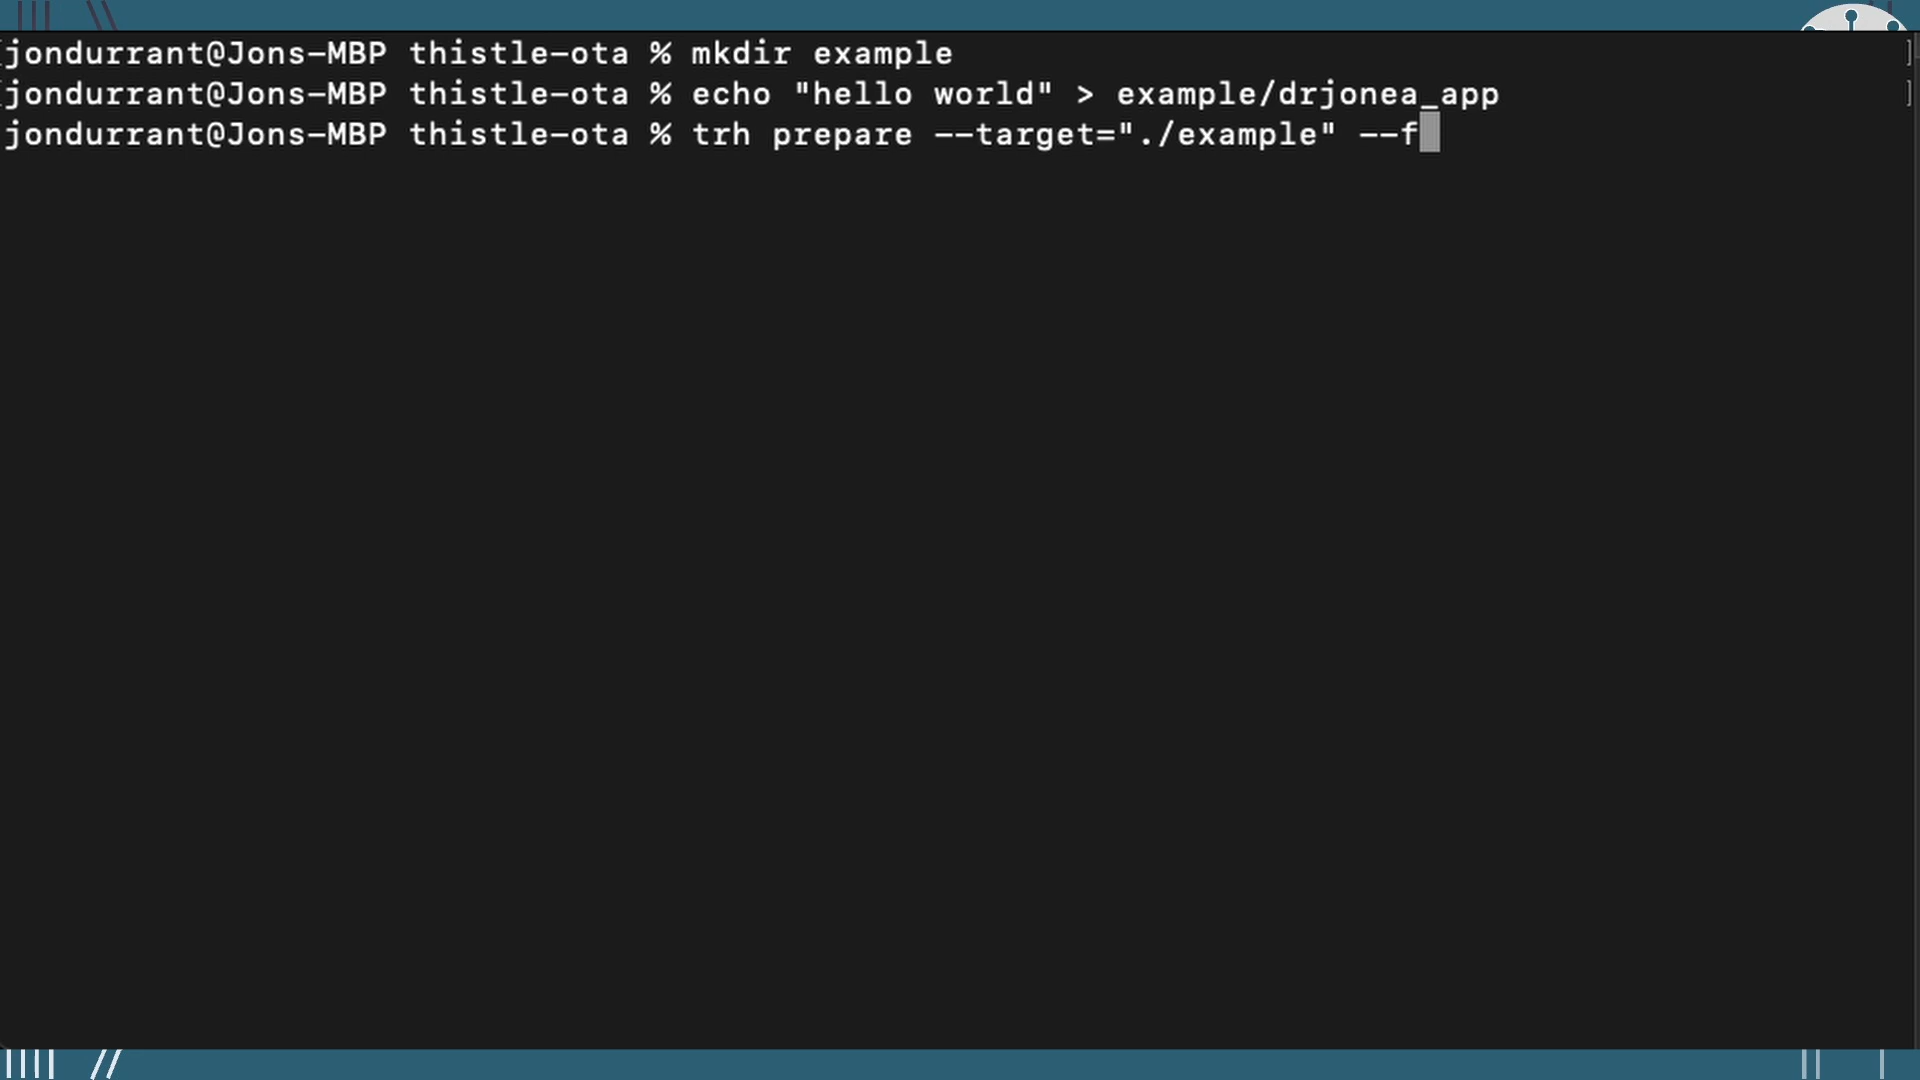 jondurrant@Jons-MBP thistle-ota % mkdir example
jondurrant@Jons-MBP thistle-ota % echo "hello world" > example/drjonea_app
jondurrant@Jons-MBP thistle-ota % trh prepare --target="./example" --f